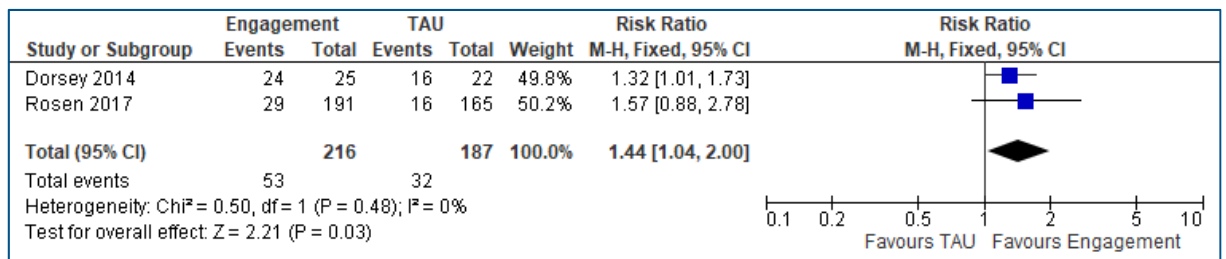 Engagement TAU Risk Ratio Risk Ratio
Study or Subgroup Events Total Events Total Weight M-H, Fixed, 95% CI M-H, Fixed, 95% CI
Dorsey 2014 24 25 16 22 49.8% 1.32 [1.01, 1.73]
Rosen 2017 29 191 16 165 50.2% 1.57 [0.88, 2.78]
Total (95% CI) 216 187 100.0% 1.44 [1.04, 2.00]
Total events 53 32
Heterogeneity: Chi² = 0.50, df = 1 (P = 0.48); I² = 0%
Test for overall effect: Z = 2.21 (P = 0.03)
0.1 0.2 0.5 1 2 5 10
Favours TAU Favours Engagement